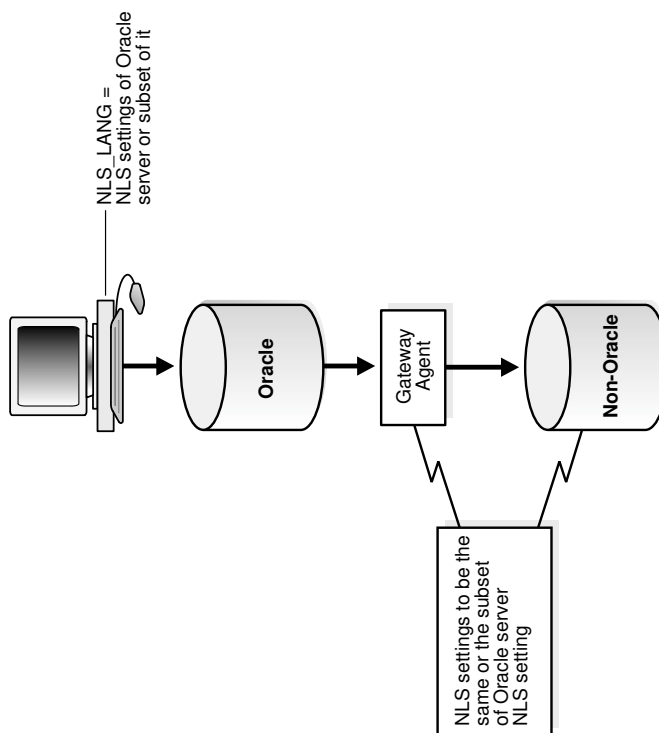 NLS_LANG =
NLS settings of Oracle
server or subset of it
Oracle
Gateway
Agent
Non-Oracle
NLS settings to be the
same or the subset
of Oracle server
NLS setting